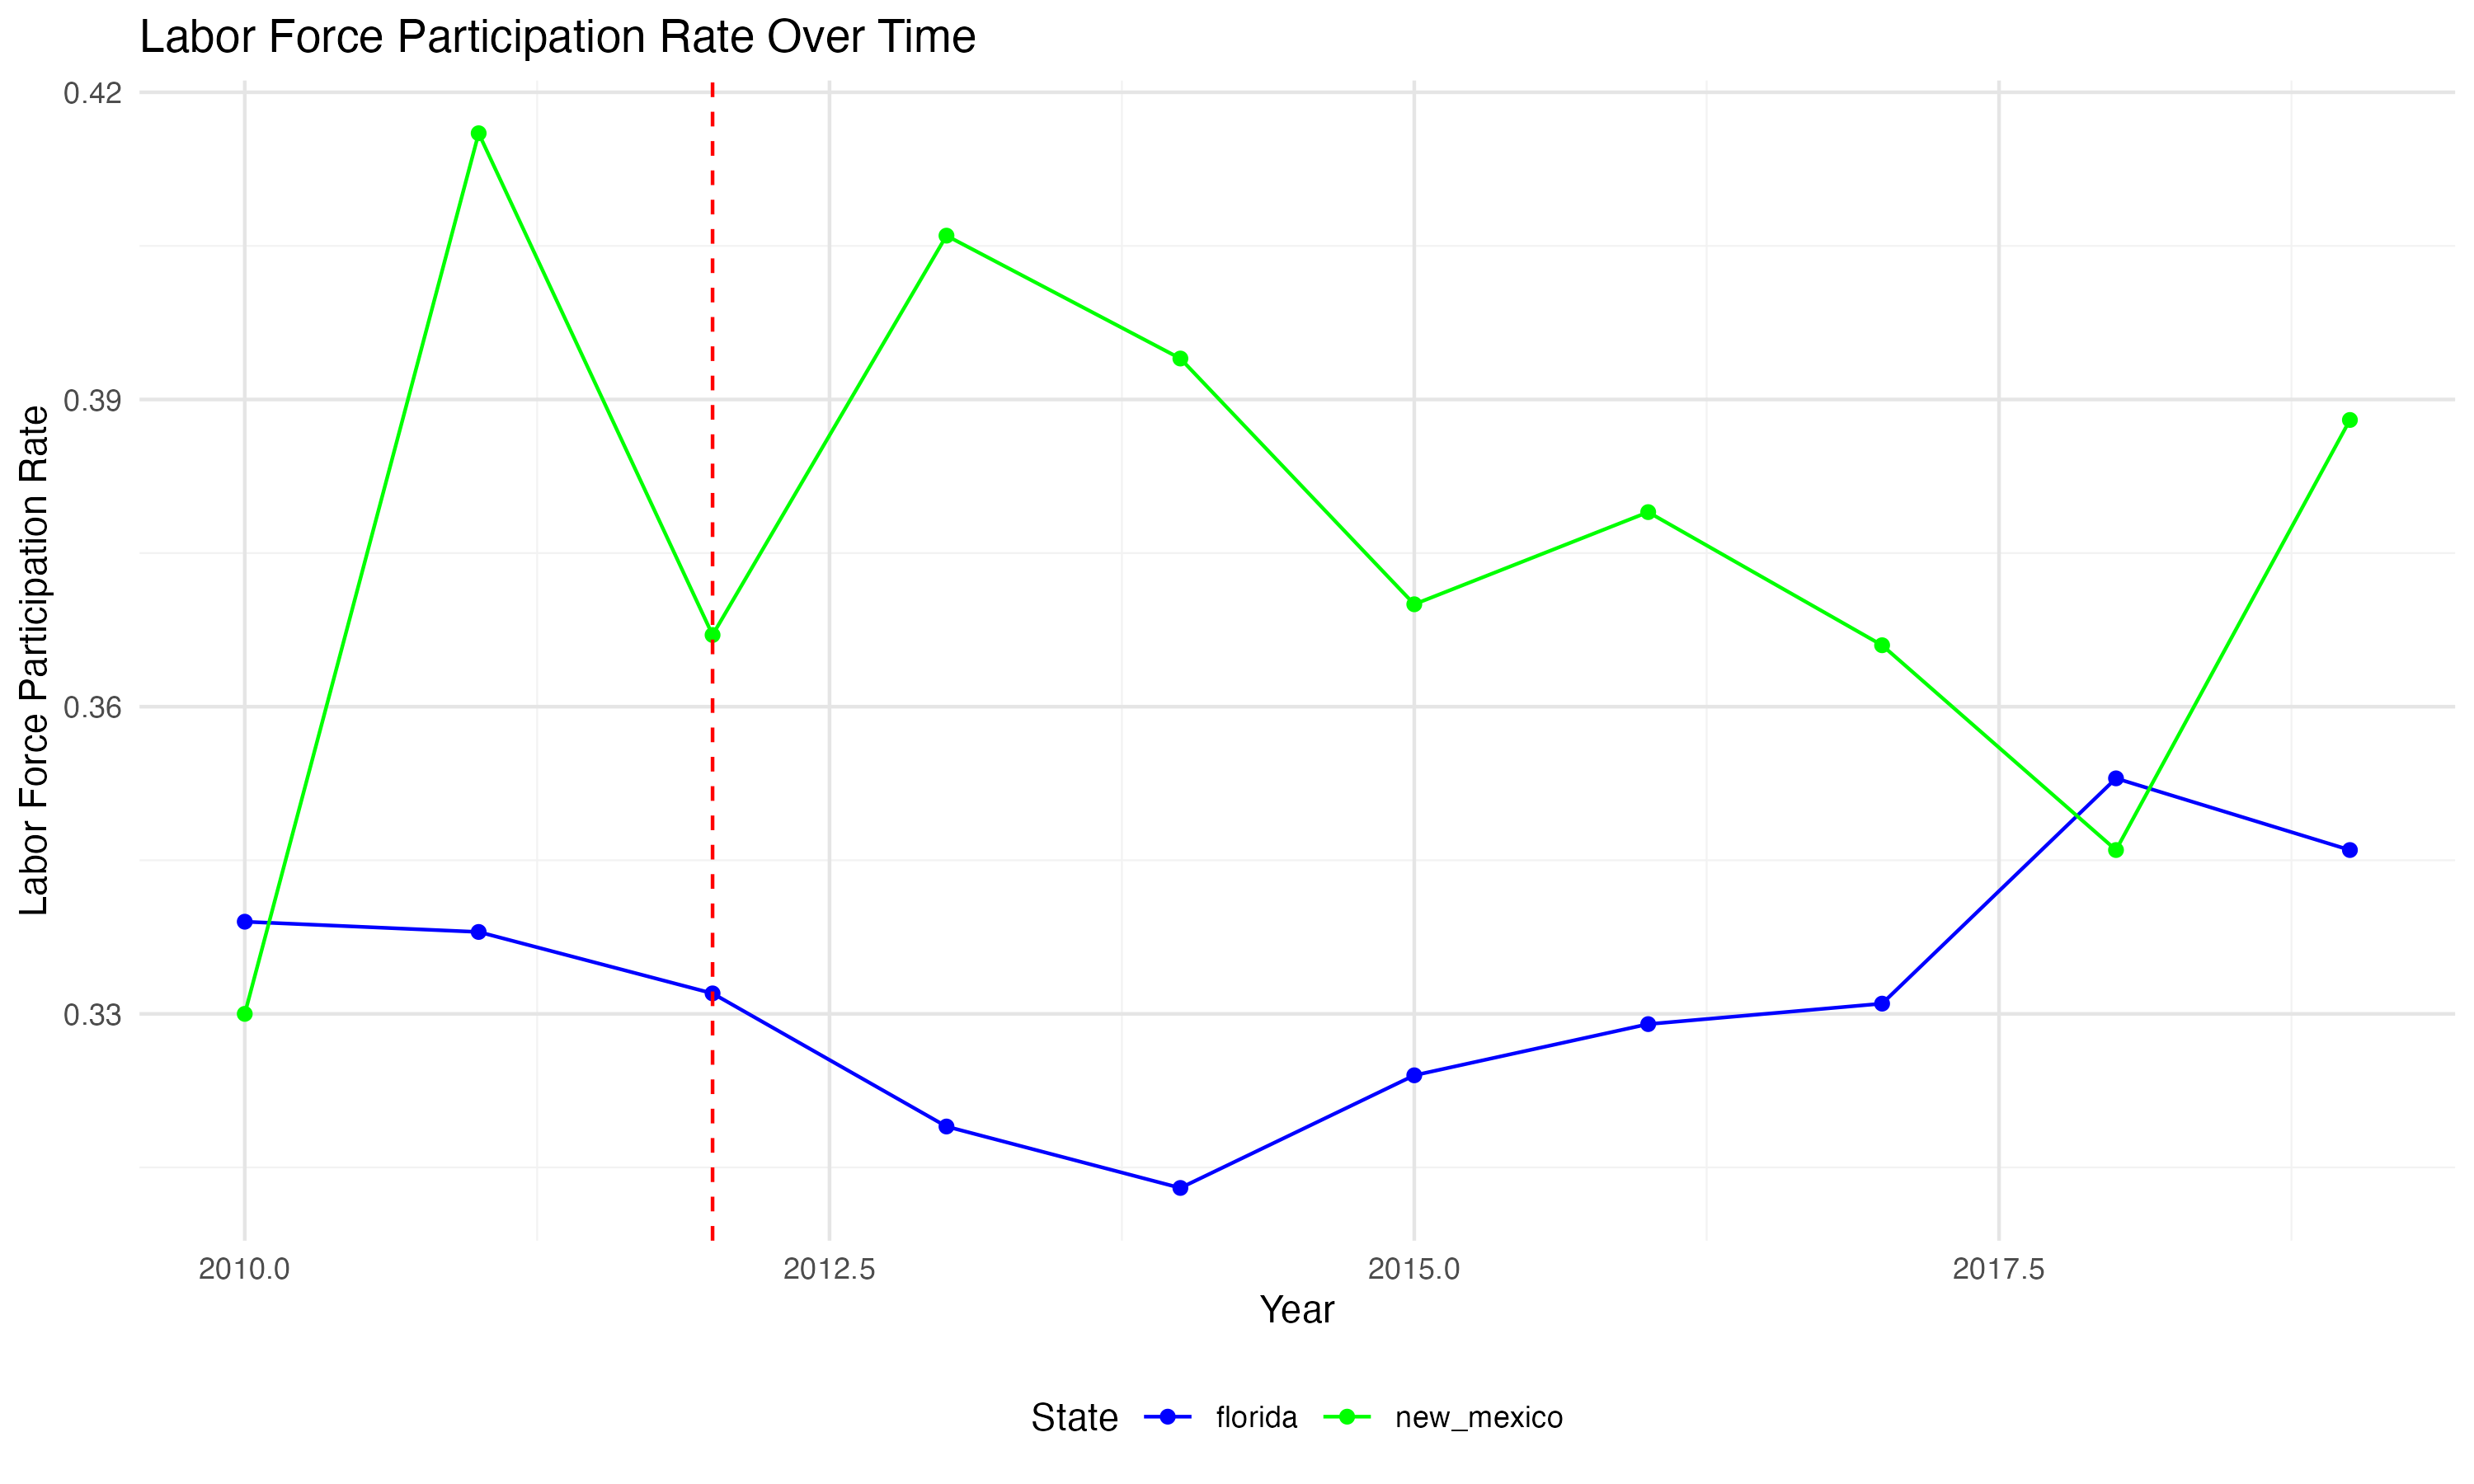 Labor Force Participation Rate Over Time
Labor Force Participation Rate
0.42
0.39
0.36
0.33
2010.0 2012.5 2015.0 2017.5
Year
State florida new_mexico